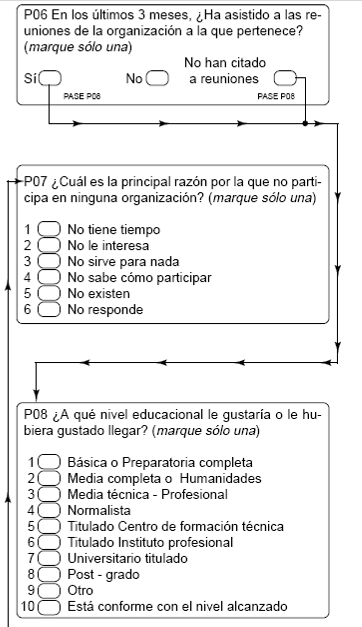 P06 En los últimos 3 meses, ¿Ha asistido a las re-
uniones de la organización a la que pertenece?
(marque sólo una)
No han citado
Sí No a reuniones
PASE P08 PASE P08
P07 ¿Cuál es la principal razón por la que no parti-
cipa en ninguna organización? (marque sólo una)
1 No tiene tiempo
2 No le interesa
3 No sirve para nada
4 No sabe cómo participar
5 No existen
6 No responde
P08 ¿A qué nivel educacional le gustaría o le hu-
biera gustado llegar? (marque sólo una)
1 Básica o Preparatoria completa
2 Media completa o Humanidades
3 Media técnica - Profesional
4 Normalista
5 Titulado Centro de formación técnica
6 Titulado Instituto profesional
7 Universitario titulado
8 Post - grado
9 Otro
10 Está conforme con el nivel alcanzado